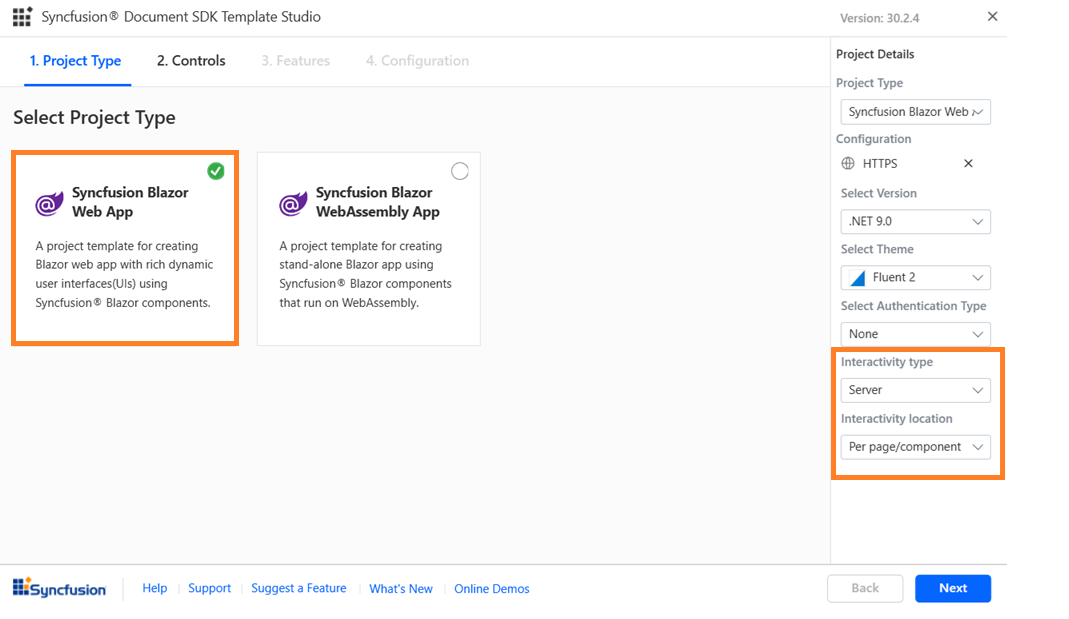 Syncfusion® Document SDK Template Studio
Version: 30.2.4
1. Project Type
2. Controls
3. Features
4. Configuration
Select Project Type
Syncfusion Blazor
Web App
A project template for creating
Blazor web app with rich dynamic
user interfaces(UIs) using
Syncfusion® Blazor components.
Syncfusion Blazor
WebAssembly App
A project template for creating
stand-alone Blazor app using
Syncfusion® Blazor components
that run on WebAssembly.
Project Details
Project Type
Syncfusion Blazor Web
Configuration
HTTPS
Select Version
.NET 9.0
Select Theme
Fluent 2
Select Authentication Type
None
Interactivity type
Server
Interactivity location
Per page/component
Syncfusion
Help
Support
Suggest a Feature
What's New
Online Demos
Back
Next